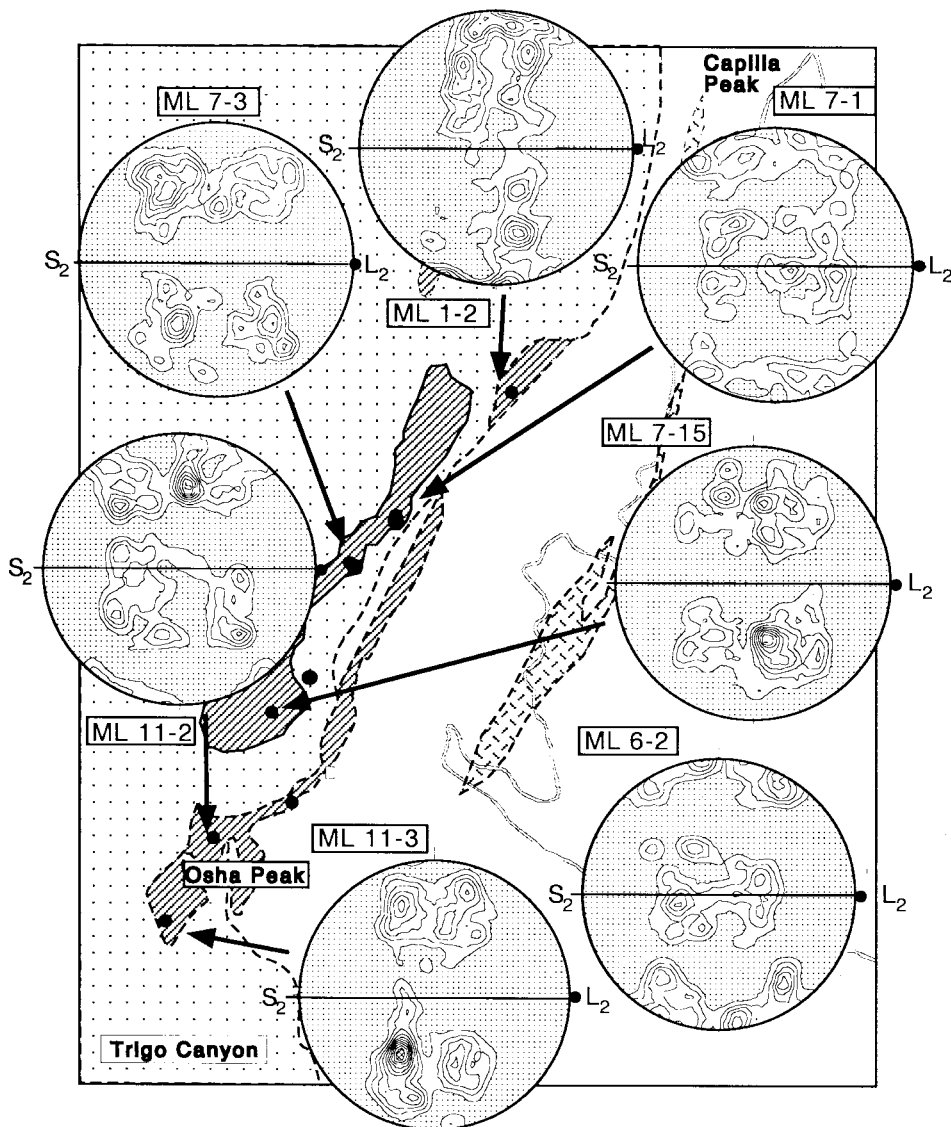 Capilla
Peak
ML 7-3
ML 7-1
S2 L2
S2 L2
S2 L2
ML 1-2
ML 7-15
S2
S2 L2
ML 11-2
ML 6-2
ML 11-3
Osha Peak
S2 L2
S2 L2
Trigo Canyon